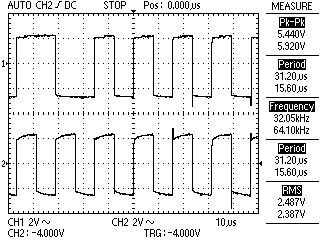 AUTO CH2 DC STOP Pos: 0.000µs MEASURE
Pk-Pk
5.440V
5.920V
1
Period
31.20µs
15.60µs
Frequency
32.05kHz
64.10kHz
Period
31.20µs
15.60µs
2
RMS
2.487V
2.387V
CH1 2V ~ CH2 2V ~ 10µs
CH2: -4.000V TRG: -4.000V